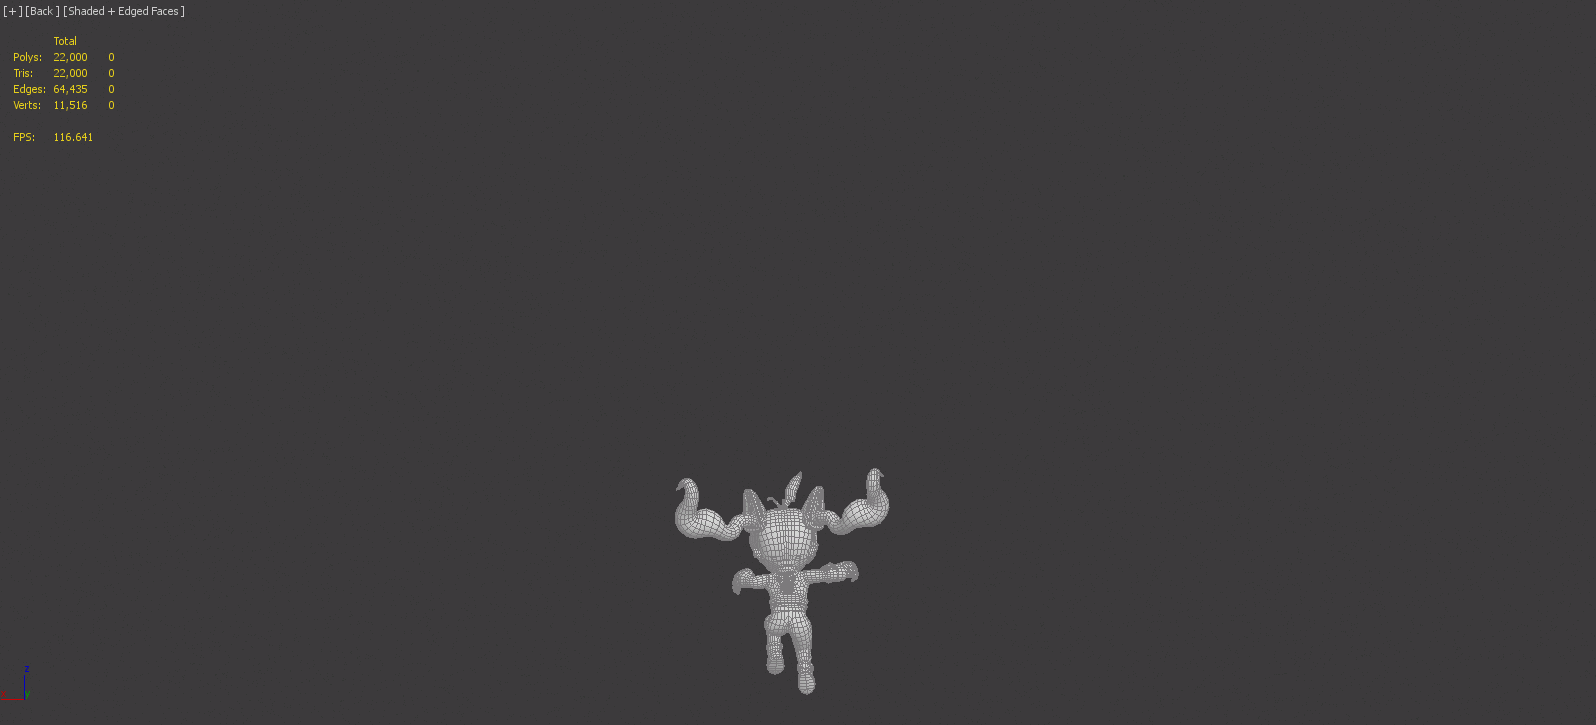 [+] [Back ] [Shaded + Edged Faces ]
Total
Polys: 22,000 0
Tris: 22,000 0
Edges: 64,435 0
Verts: 11,516 0
FPS: 116.641
z
x y